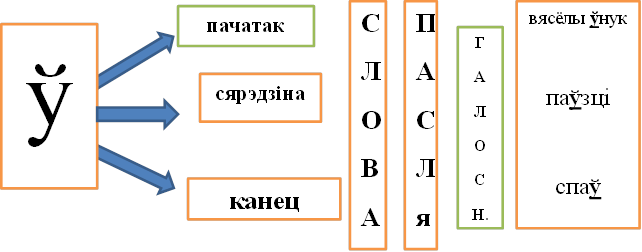 ў
пачатак
сярэдзіна
канец
СЛОВА
ПАСЛя
ГАЛОСН.
вясёлы ўнук
паўзці
спаў